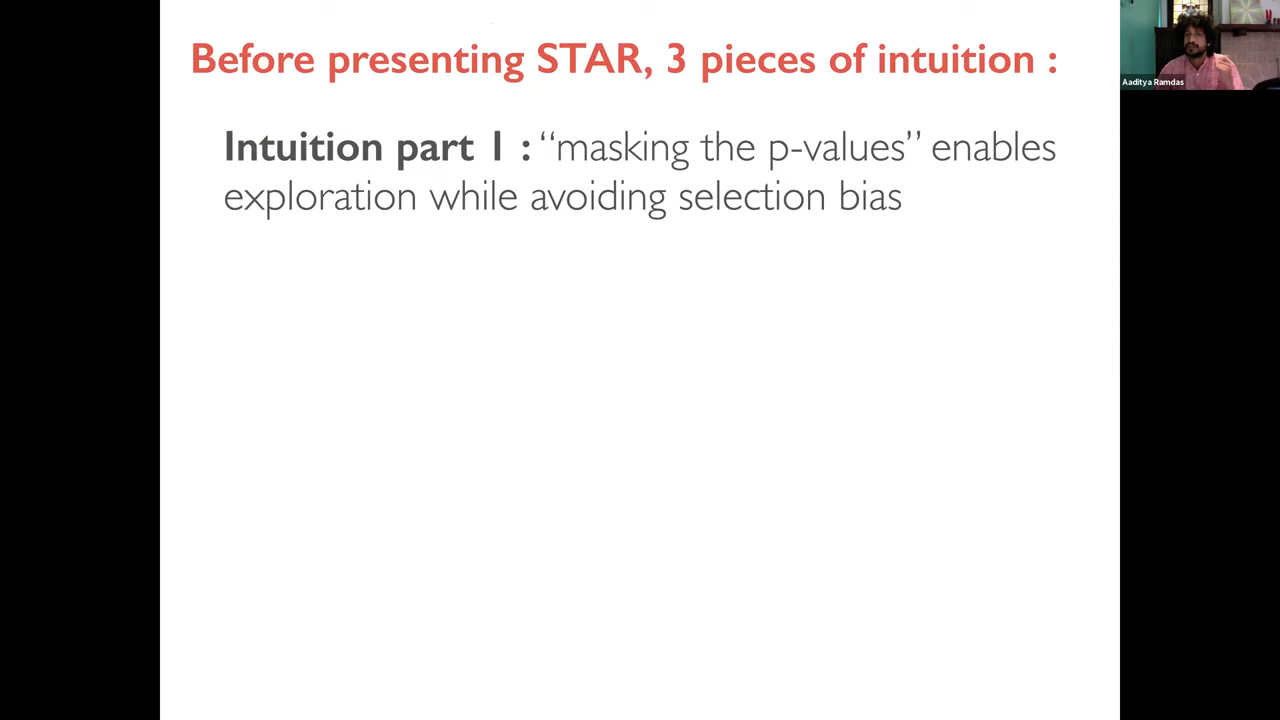 Before presenting STAR, 3 pieces of intuition :
Aaditya Ramdas
Intuition part 1 : “masking the p-values” enables
exploration while avoiding selection bias